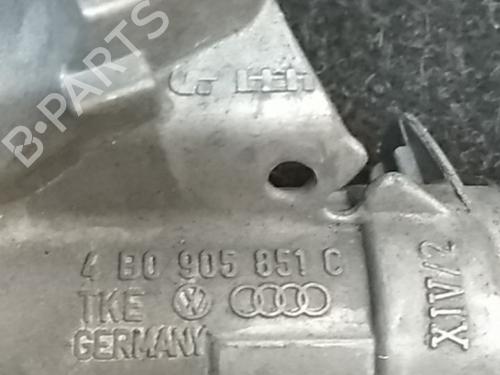 B-PARTS
4 B0 905 851 C
TKE
GERMANY
XIV/2